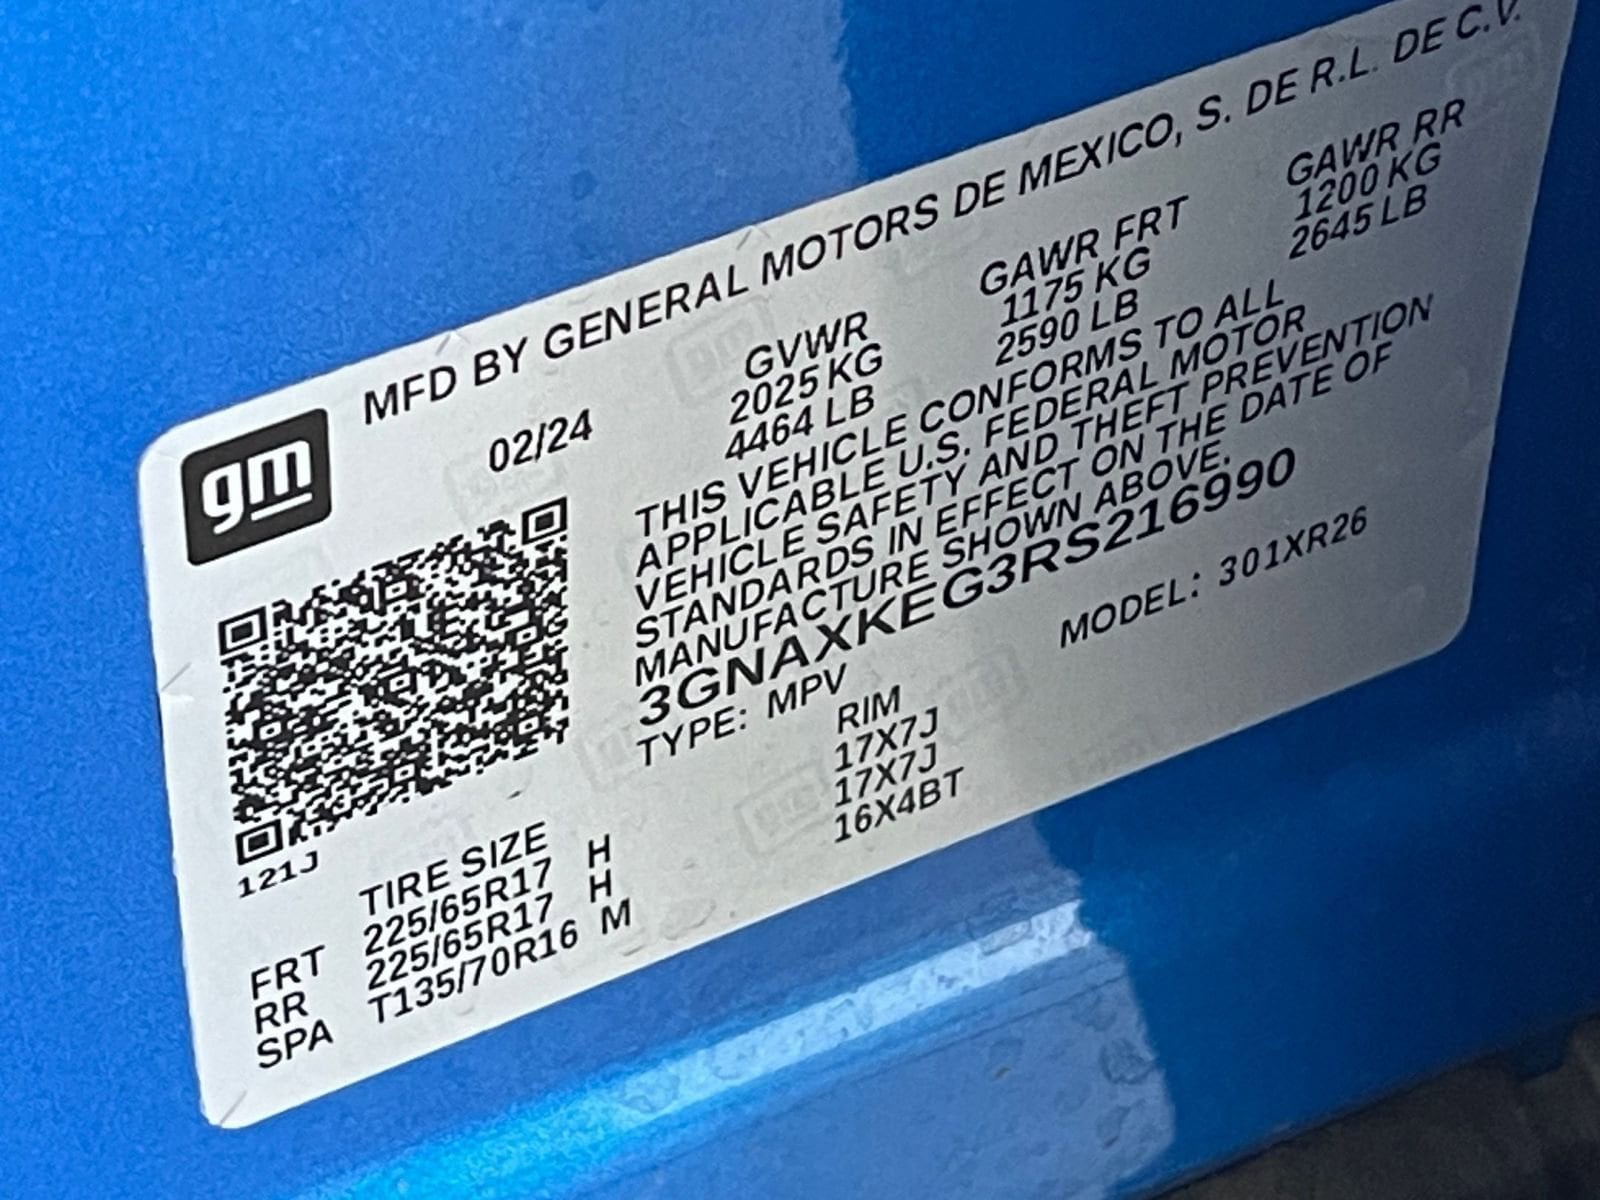 MFD BY GENERAL MOTORS DE MEXICO, S. DE R.L. DE C.V.
gm
02/24
GVWR GAWR FRT GAWR RR
2025 KG 1175 KG 1200 KG
4464 LB 2590 LB 2645 LB
THIS VEHICLE CONFORMS TO ALL
APPLICABLE U.S. FEDERAL MOTOR
VEHICLE SAFETY AND THEFT PREVENTION
STANDARDS IN EFFECT ON THE DATE OF
MANUFACTURE SHOWN ABOVE.
3GNAXKEG3RS216990
TYPE: MPV MODEL: 301XR26
121J
TIRE SIZE RIM
FRT 225/65R17 H 17X7J
RR 225/65R17 H 17X7J
SPA T135/70R16 M 16X4BT